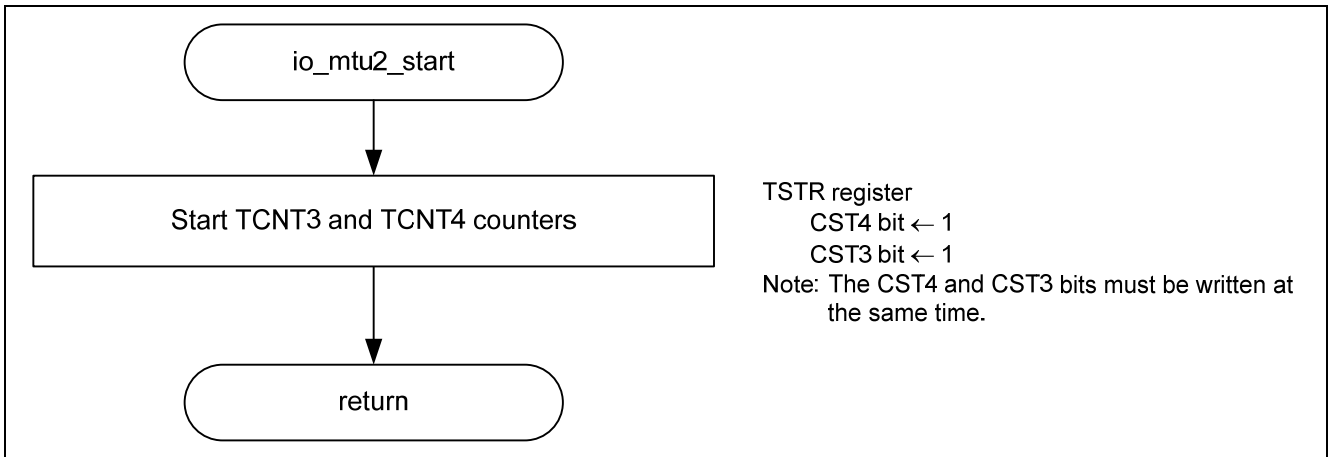 io_mtu2_start
Start TCNT3 and TCNT4 counters
TSTR register
CST4 bit ← 1
CST3 bit ← 1
Note: The CST4 and CST3 bits must be written at
the same time.
return